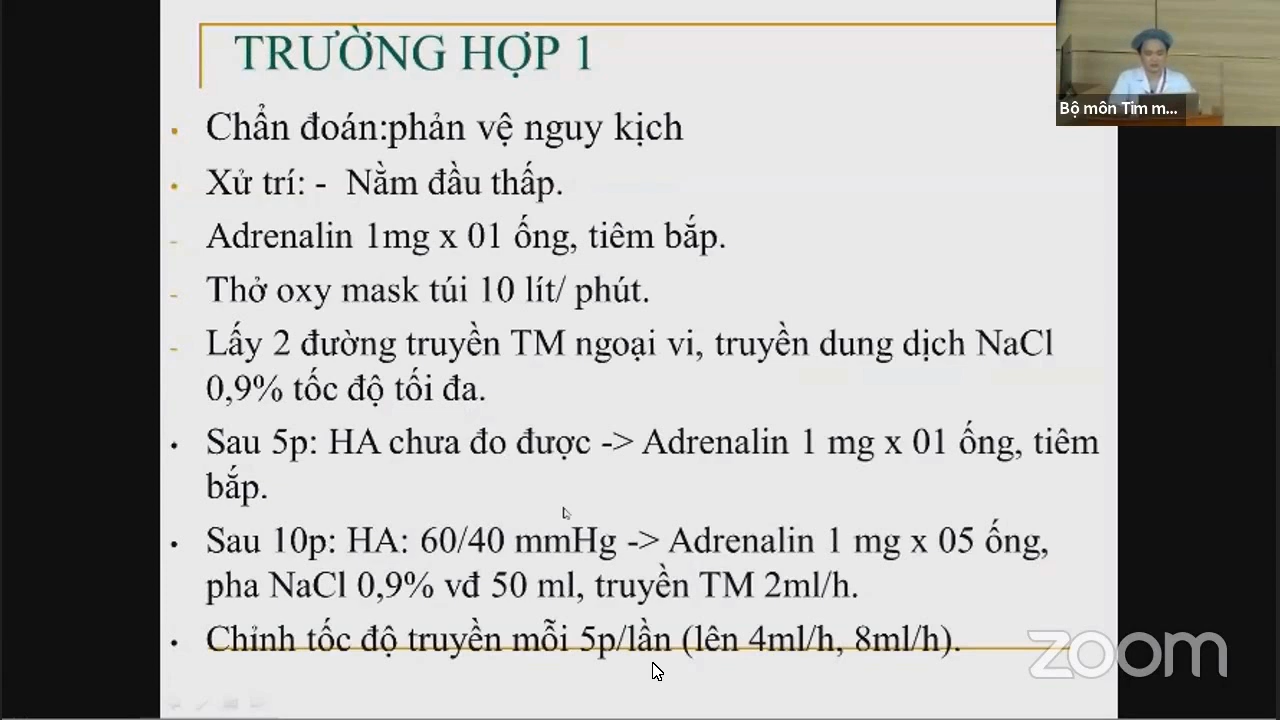 TRƯỜNG HỢP 1
Bộ môn Tim m...
• Chẩn đoán:phản vệ nguy kịch
• Xử trí: - Nằm đầu thấp.
- Adrenalin 1mg x 01 ống, tiêm bắp.
- Thở oxy mask túi 10 lít/ phút.
- Lấy 2 đường truyền TM ngoại vi, truyền dung dịch NaCl
0,9% tốc độ tối đa.
• Sau 5p: HA chưa đo được -> Adrenalin 1 mg x 01 ống, tiêm
bắp.
• Sau 10p: HA: 60/40 mmHg -> Adrenalin 1 mg x 05 ống,
pha NaCl 0,9% vđ 50 ml, truyền TM 2ml/h.
• Chỉnh tốc độ truyền mỗi 5p/lần (lên 4ml/h, 8ml/h).
zoom